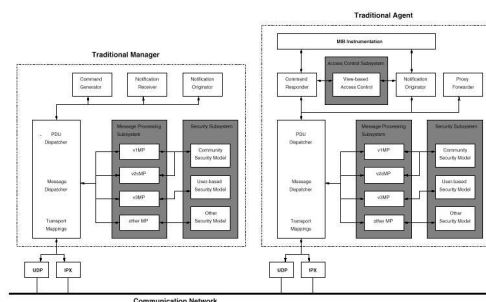 Traditional Agent
MIB Instrumentation
Traditional Manager
Access Control Subsystem
Command
Generator
Notification
Receiver
Notification
Originator
Command
Responder
View-based
Access Control
Notification
Originator
Proxy
Forwarder
PDU
Dispatcher
Message
Dispatcher
Transport
Mappings
Message Processing
Subsystem
v1MP
v2cMP
v3MP
other MP
Security Subsystem
Community
Security Model
User-based
Security Model
Other
Security Model
PDU
Dispatcher
Message
Dispatcher
Transport
Mappings
Message Processing
Subsystem
v1MP
v2cMP
v3MP
other MP
Security Subsystem
Community
Security Model
User-based
Security Model
Other
Security Model
UDP
IPX
UDP
IPX
Communication Network